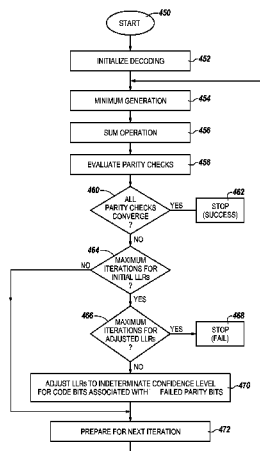 450
START
INITIALIZE DECODING
452
MINIMUM GENERATION
454
SUM OPERATION
456
EVALUATE PARITY CHECKS
458
460
ALL
PARITY CHECKS
CONVERGE
?
YES
462
STOP
(SUCCESS)
NO
464
MAXIMUM
ITERATIONS FOR
INITIAL LLRs
?
NO
YES
466
MAXIMUM
ITERATIONS FOR
ADJUSTED LLRs
?
YES
468
STOP
(FAIL)
NO
ADJUST LLRs TO INDETERMINATE CONFIDENCE LEVEL
FOR CODE BITS ASSOCIATED WITH FAILED PARITY BITS
470
PREPARE FOR NEXT ITERATION
472